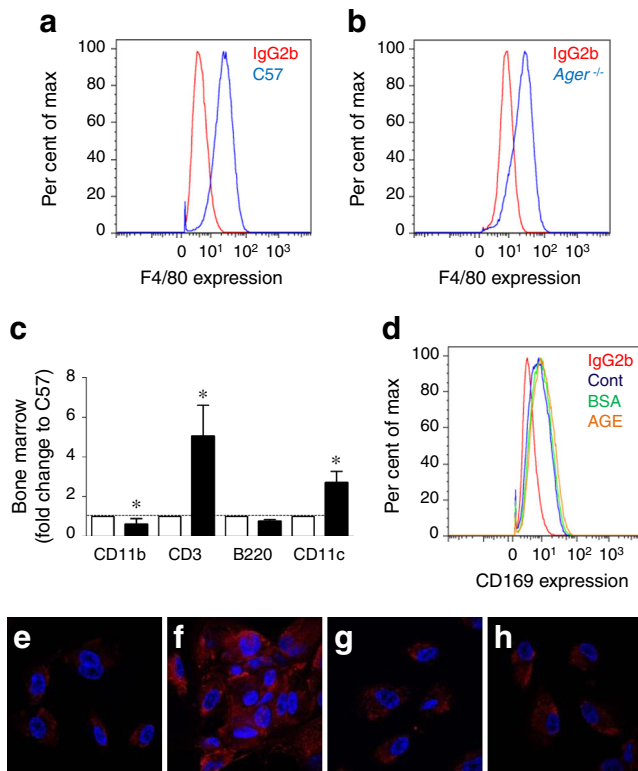 a
b
100
80
60
40
20
0
Per cent of max
IgG2b
C57
0 10¹ 10² 10³
F4/80 expression
100
80
60
40
20
0
Per cent of max
IgG2b
Ager -/-
0 10¹ 10² 10³
F4/80 expression
c
d
Bone marrow
(fold change to C57)
8
6
4
2
0
*
*
*
CD11b CD3 B220 CD11c
100
80
60
40
20
0
Per cent of max
IgG2b
Cont
BSA
AGE
0 10¹ 10² 10³
CD169 expression
e f g h